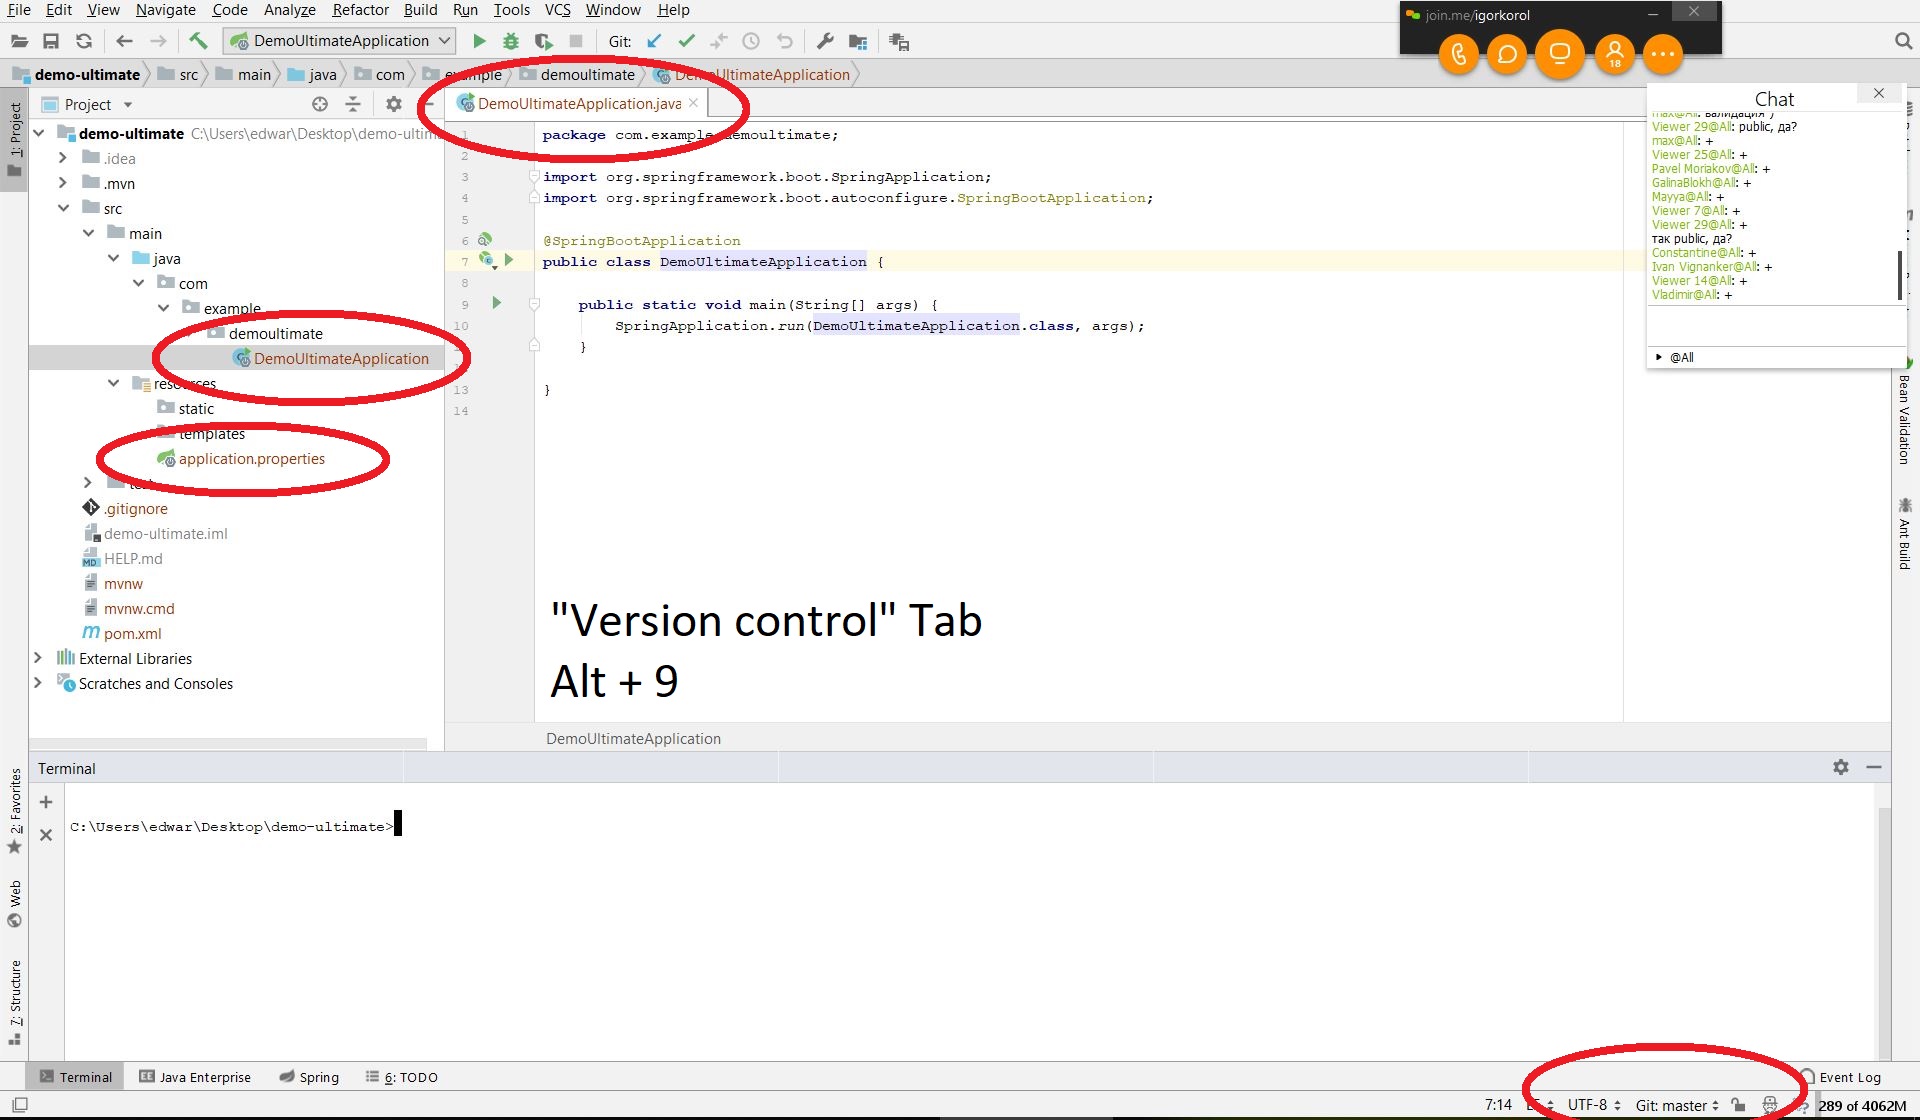 File Edit View Navigate Code Analyze Refactor Build Run Tools VCS Window Help
DemoUltimateApplication
Git:
demo-ultimate src main java com example demoultimate DemoUltimateApplication
join.me/igorkorol
18
1: Project
Project
demo-ultimate C:\Users\edwar\Desktop\demo-ultim
.idea
.mvn
src
main
java
com
example
demoultimate
DemoUltimateApplication
resources
static
templates
application.properties
.gitignore
demo-ultimate.iml
HELP.md
mvnw
mvnw.cmd
pom.xml
External Libraries
Scratches and Consoles
DemoUltimateApplication.java
1 package com.example.demoultimate;
2
3 import org.springframework.boot.SpringApplication;
4 import org.springframework.boot.autoconfigure.SpringBootApplication;
5
6 @SpringBootApplication
7 public class DemoUltimateApplication {
8
9 public static void main(String[] args) {
10 SpringApplication.run(DemoUltimateApplication.class, args);
}
13 }
14
"Version control" Tab
Alt + 9
DemoUltimateApplication
Chat
max@All: валидация )
Viewer 29@All: public, да?
max@All: +
Viewer 25@All: +
Pavel Moriakov@All: +
GalinaBlokh@All: +
Mayya@All: +
Viewer 7@All: +
Viewer 29@All: +
так public, да?
Constantine@All: +
Ivan Vignanker@All: +
Viewer 14@All: +
Vladimir@All: +
@All
Bean Validation
Ant Build
Terminal
C:\Users\edwar\Desktop\demo-ultimate>
2: Favorites
Web
7: Structure
Terminal Java Enterprise Spring 6: TODO
Event Log
7:14 UTF-8 Git: master 289 of 4062M